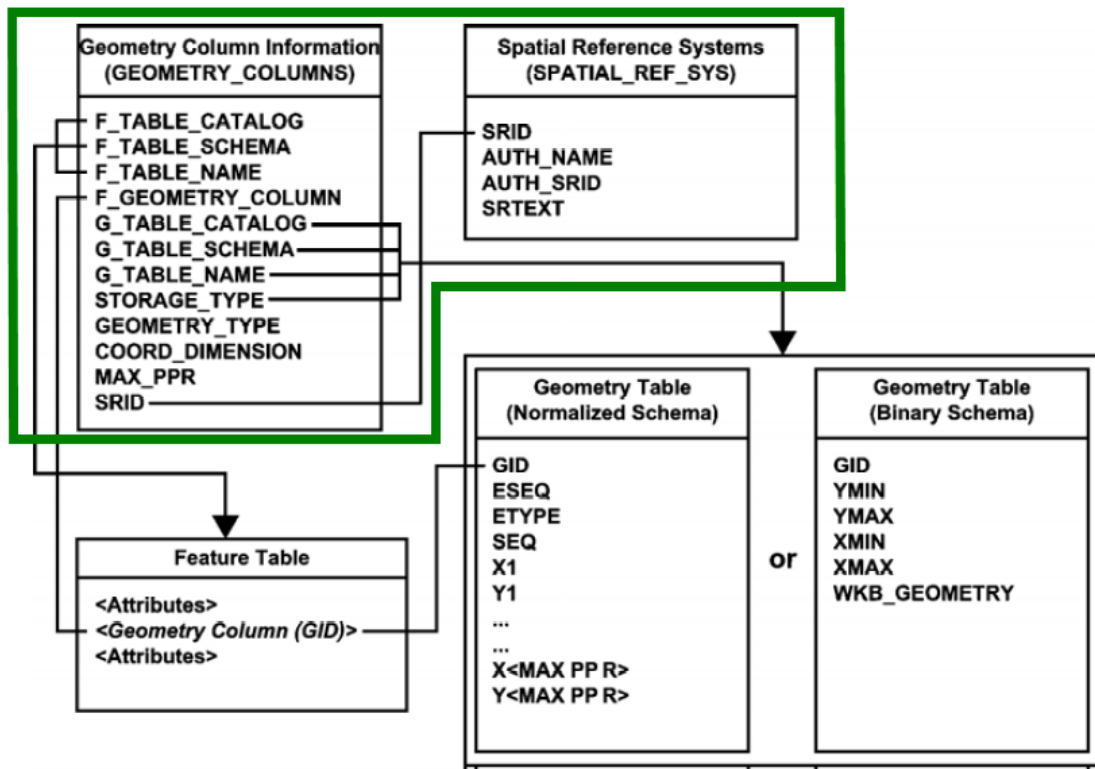 Geometry Column Information
(GEOMETRY_COLUMNS)
F_TABLE_CATALOG
F_TABLE_SCHEMA
F_TABLE_NAME
F_GEOMETRY_COLUMN
G_TABLE_CATALOG
G_TABLE_SCHEMA
G_TABLE_NAME
STORAGE_TYPE
GEOMETRY_TYPE
COORD_DIMENSION
MAX_PPR
SRID
Spatial Reference Systems
(SPATIAL_REF_SYS)
SRID
AUTH_NAME
AUTH_SRID
SRTEXT
Feature Table
<Attributes>
<Geometry Column (GID)>
<Attributes>
Geometry Table
(Normalized Schema)
GID
ESEQ
ETYPE
SEQ
X1
Y1
...
...
X<MAX PP R>
Y<MAX PP R>
or
Geometry Table
(Binary Schema)
GID
YMIN
YMAX
XMIN
XMAX
WKB_GEOMETRY